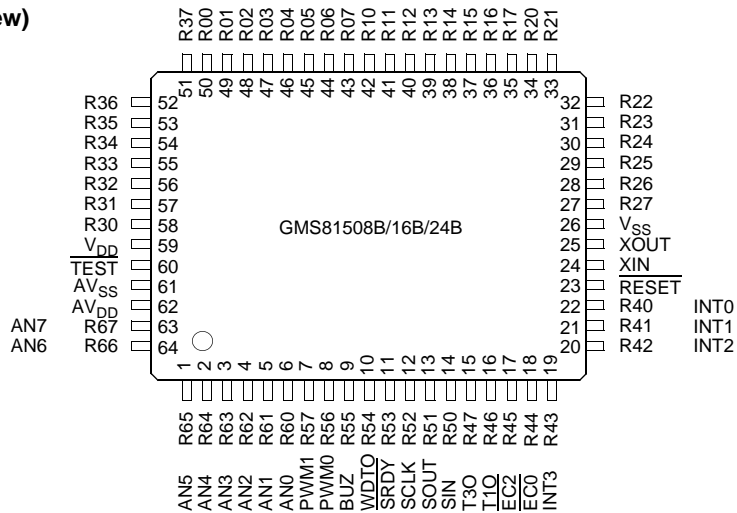 ew)
R37 R00 R01 R02 R03 R04 R05 R06 R07 R10 R11 R12 R13 R14 R15 R16 R17 R20 R21
51 50 49 48 47 46 45 44 43 42 41 40 39 38 37 36 35 34 33
R36 52 32 R22
R35 53 31 R23
R34 54 30 R24
R33 55 29 R25
R32 56 28 R26
R31 57 27 R27
R30 58 GMS81508B/16B/24B 26 VSS
VDD 59 25 XOUT
TEST 60 24 XIN
AVSS 61 23 RESET
AVDD 62 22 R40 INT0
AN7 R67 63 21 R41 INT1
AN6 R66 64 20 R42 INT2
1 2 3 4 5 6 7 8 9 10 11 12 13 14 15 16 17 18 19
R65 R64 R63 R62 R61 R60 R57 R56 R55 R54 R53 R52 R51 R50 R47 R46 R45 R44 R43
AN5 AN4 AN3 AN2 AN1 AN0 PWM1 PWM0 BUZ WDTO SRDY SCLK SOUT SIN T3O T1O EC2 EC0 INT3